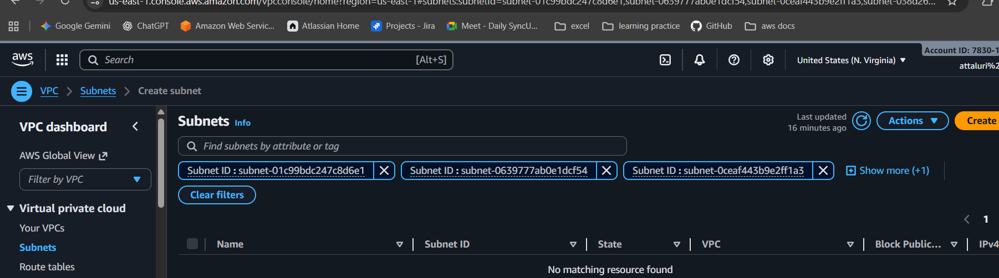 us-east-1.console.aws.amazon.com/vpcconsole/home?region=us-east-1#subnets:subnetId=subnet-01c99bdc247c8d6e1,subnet-0639777ab0e1dcf54,subnet-0ceaf443b9e2ff1a3,subnet-038d26...
Google Gemini ChatGPT Amazon Web Servic... Atlassian Home Projects - Jira Meet - Daily SyncU... excel learning practice GitHub aws docs
Account ID: 7830-1
aws Search [Alt+S] United States (N. Virginia)
attaluri%2
VPC Subnets Create subnet
VPC dashboard
AWS Global View
Filter by VPC
Virtual private cloud
Your VPCs
Subnets
Route tables
Subnets Info
Last updated
16 minutes ago
Actions Create
Find subnets by attribute or tag
Subnet ID : subnet-01c99bdc247c8d6e1 Subnet ID : subnet-0639777ab0e1dcf54 Subnet ID : subnet-0ceaf443b9e2ff1a3 Show more (+1)
Clear filters
1
Name Subnet ID State VPC Block Public... IPv4
No matching resource found